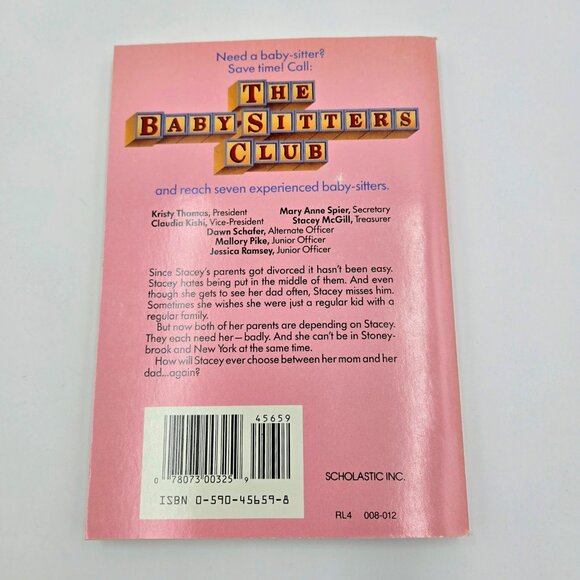 Need a baby-sitter?
Save time! Call:
THE
BABY-SITTERS
CLUB
and reach seven experienced baby-sitters.
Kristy Thomas, President Mary Anne Spier, Secretary
Claudia Kishi, Vice-President Stacey McGill, Treasurer
Dawn Schafer, Alternate Officer
Mallory Pike, Junior Officer
Jessica Ramsey, Junior Officer
Since Stacey's parents got divorced it hasn't been easy.
Stacey hates being put in the middle of them. And even
though she gets to see her dad often, Stacey misses him.
Sometimes she wishes she were just a regular kid with a
regular family.
But now both of her parents are depending on Stacey.
They each need her—badly. And she can't be in Stoney-
brook and New York at the same time.
How will Stacey ever choose between her mom and her
dad...again?
45659
0 78073 00325 9
ISBN 0-590-45659-8
SCHOLASTIC INC.
RL4 008-012